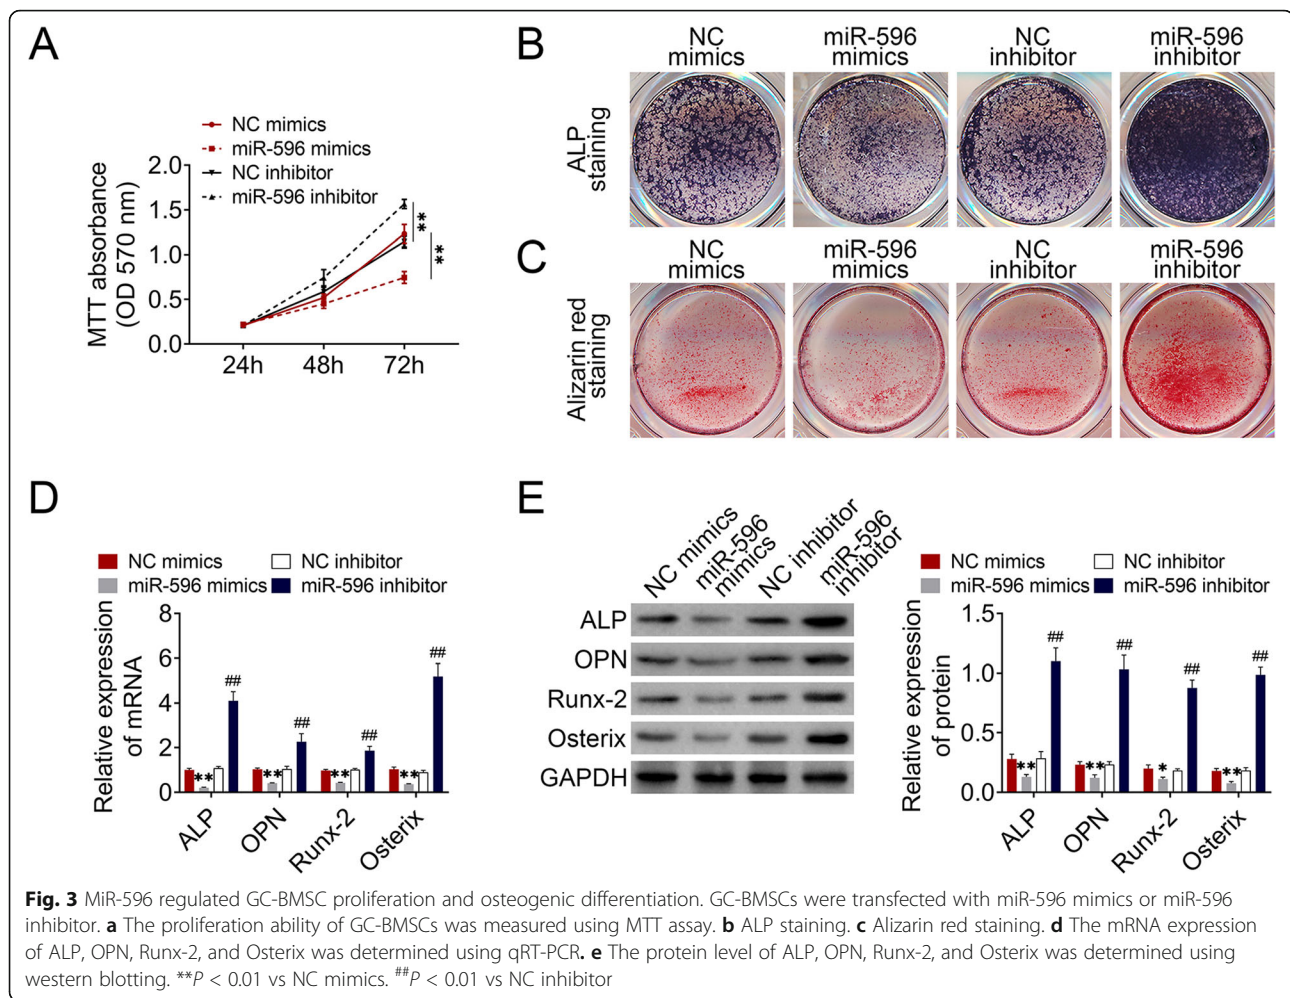 A
NC mimics
miR-596 mimics
NC inhibitor
miR-596 inhibitor
MTT absorbance
(OD 570 nm)
2.0
1.5
1.0
0.5
0.0
24h 48h 72h
**
**
B
NC mimics
miR-596 mimics
NC inhibitor
miR-596 inhibitor
ALP staining
C
NC mimics
miR-596 mimics
NC inhibitor
miR-596 inhibitor
Alizarin red staining
D
NC mimics NC inhibitor
miR-596 mimics miR-596 inhibitor
Relative expression
of mRNA
8
6
4
2
0
** ##
** ##
** ##
** ##
ALP OPN Runx-2 Osterix
E
NC mimics
miR-596 mimics
NC inhibitor
miR-596 inhibitor
ALP
OPN
Runx-2
Osterix
GAPDH
NC mimics NC inhibitor
miR-596 mimics miR-596 inhibitor
Relative expression
of protein
1.5
1.0
0.5
0.0
** ##
** ##
* ##
** ##
ALP OPN Runx-2 Osterix
Fig. 3 MiR-596 regulated GC-BMSC proliferation and osteogenic differentiation. GC-BMSCs were transfected with miR-596 mimics or miR-596
inhibitor. a The proliferation ability of GC-BMSCs was measured using MTT assay. b ALP staining. c Alizarin red staining. d The mRNA expression
of ALP, OPN, Runx-2, and Osterix was determined using qRT-PCR. e The protein level of ALP, OPN, Runx-2, and Osterix was determined using
western blotting. **P < 0.01 vs NC mimics. ##P < 0.01 vs NC inhibitor